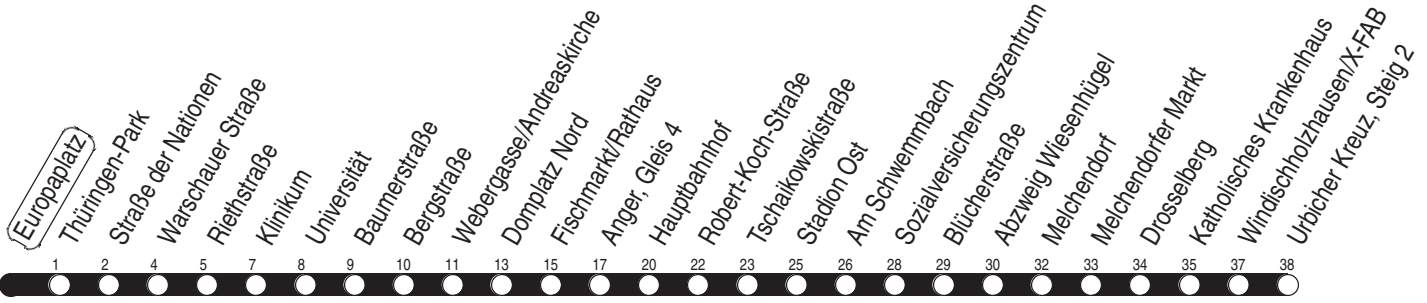 Europaplatz
Thüringen-Park
Straße der Nationen
Warschauer Straße
Riethstraße
Klinikum
Universität
Baumerstraße
Bergstraße
Webergasse/Andreaskirche
Domplatz Nord
Fischmarkt/Rathaus
Anger, Gleis 4
Hauptbahnhof
Robert-Koch-Straße
Tschaikowskistraße
Stadion Ost
Am Schwemmbach
Sozialversicherungszentrum
Blücherstraße
Abzweig Wiesenhügel
Melchendorf
Melchendorfer Markt
Drosselberg
Katholisches Krankenhaus
Windischholzhausen/X-FAB
Urbicher Kreuz, Steig 2
1 2 4 5 7 8 9 10 11 13 15 17 20 22 23 25 26 28 29 30 32 33 34 35 37 38